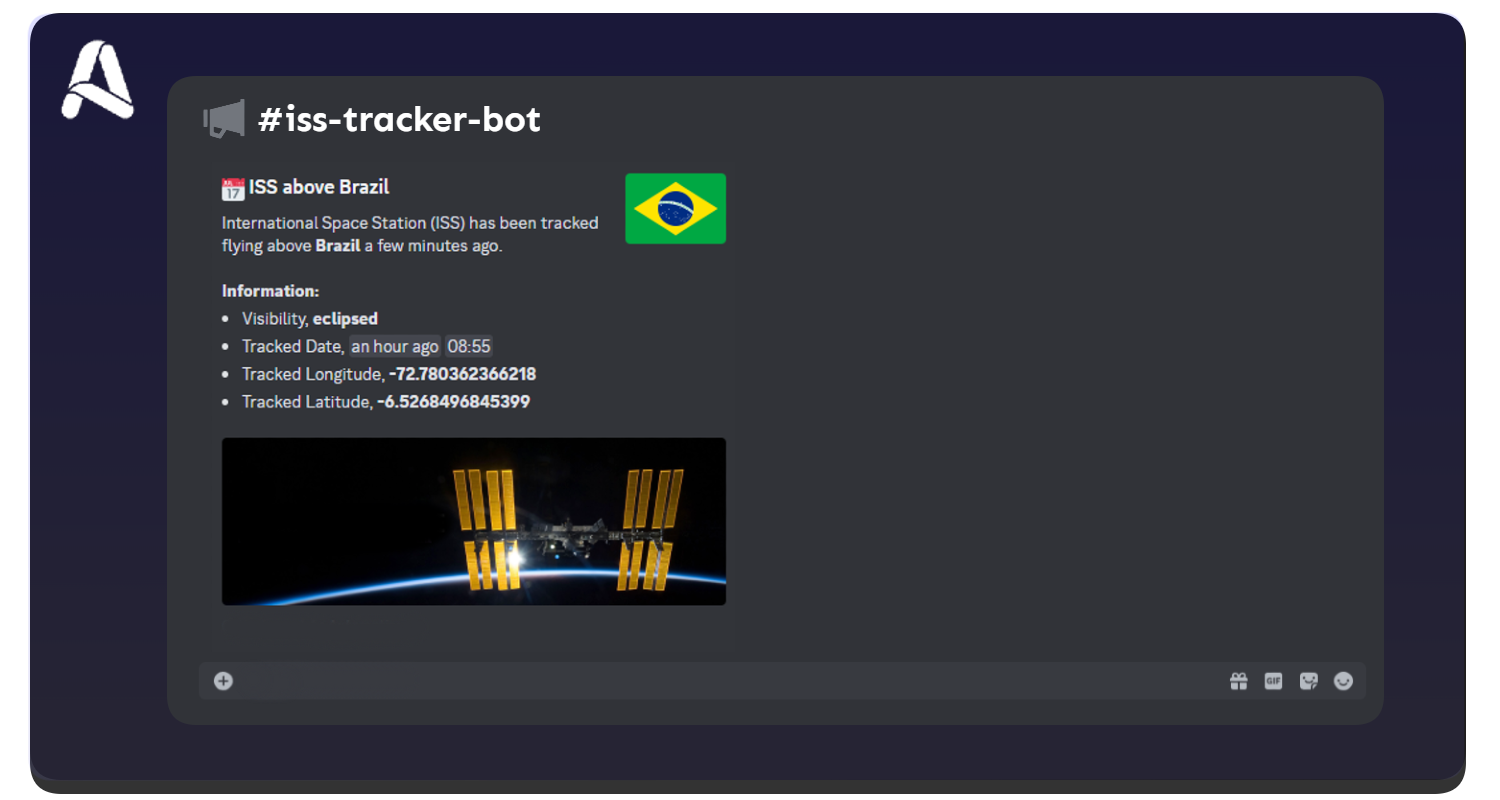 #iss-tracker-bot
JUL
17
ISS above Brazil
International Space Station (ISS) has been tracked
flying above Brazil a few minutes ago.
Information:
• Visibility, eclipsed
• Tracked Date, an hour ago 08:55
• Tracked Longitude, -72.780362366218
• Tracked Latitude, -6.5268496845399
GIF